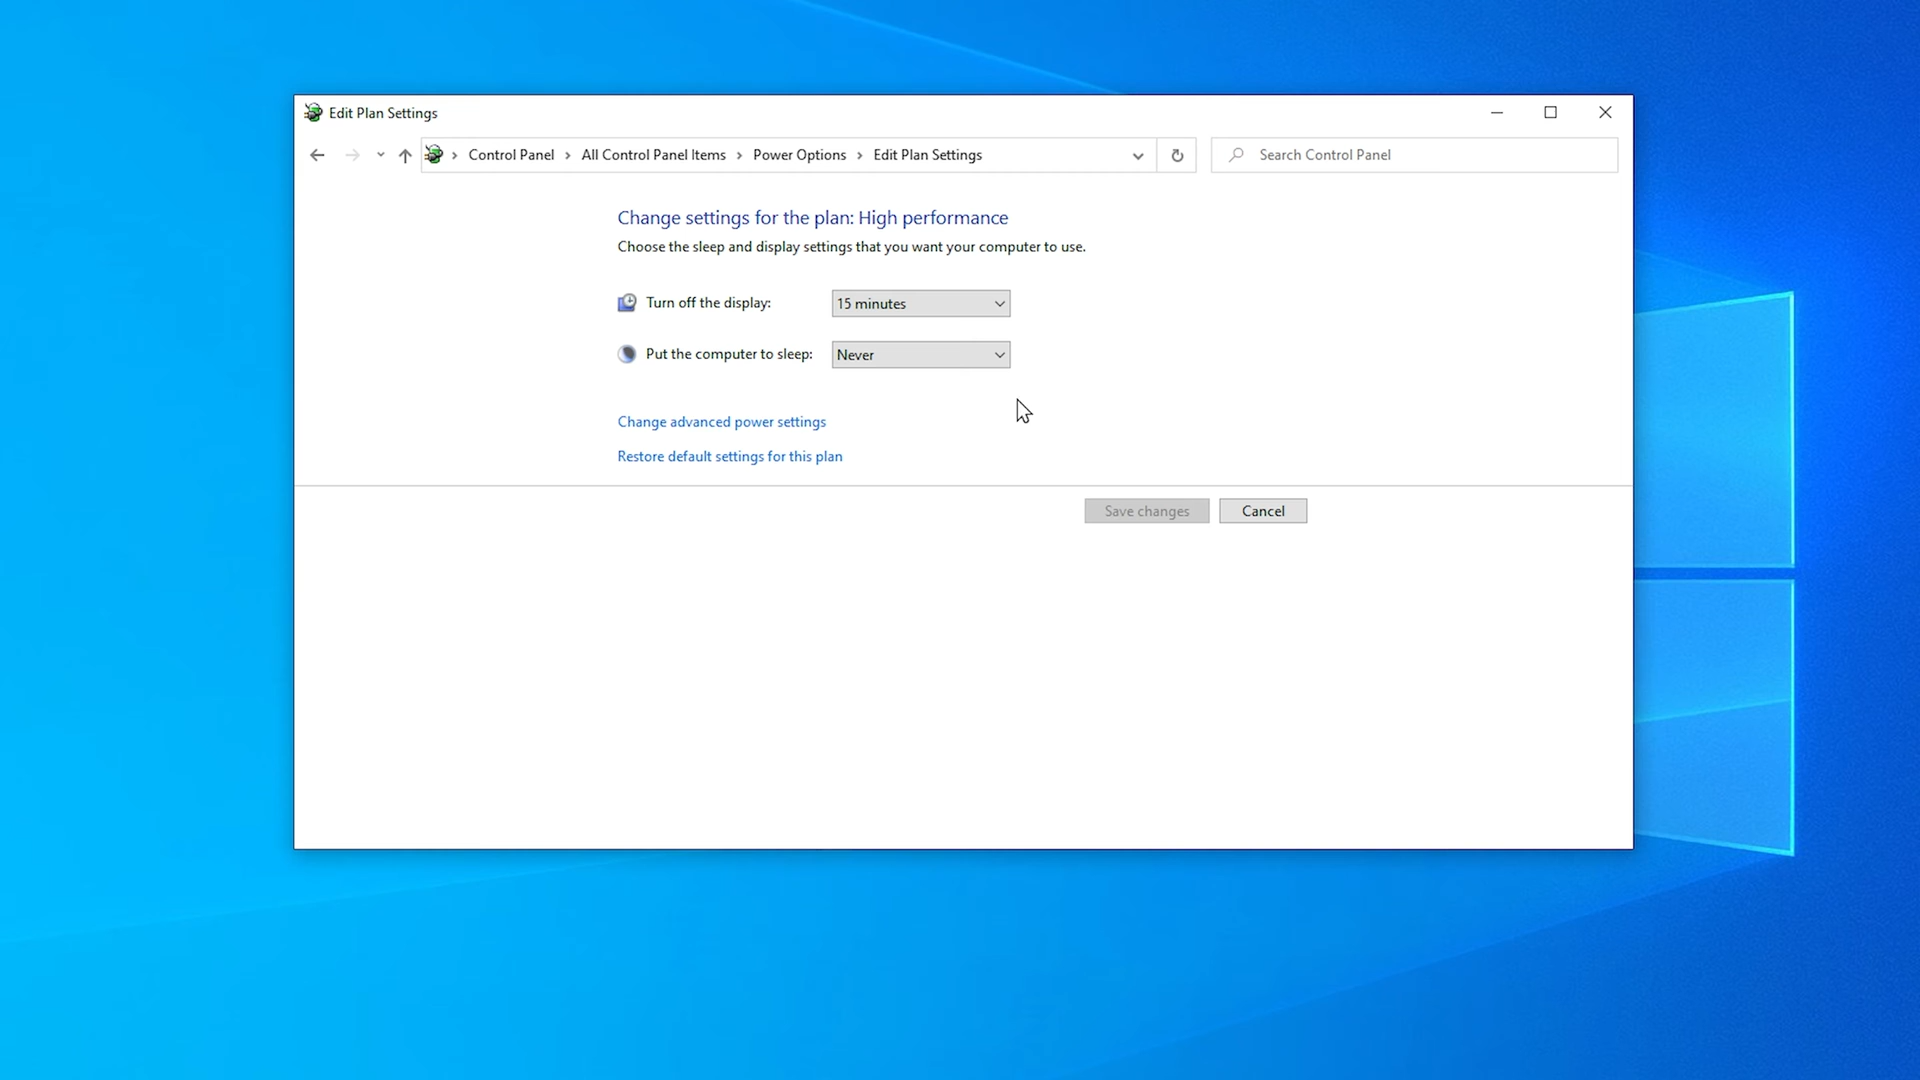 Edit Plan Settings
Control Panel All Control Panel Items Power Options Edit Plan Settings
Search Control Panel
Change settings for the plan: High performance
Choose the sleep and display settings that you want your computer to use.
Turn off the display: 15 minutes
Put the computer to sleep: Never
Change advanced power settings
Restore default settings for this plan
Save changes Cancel